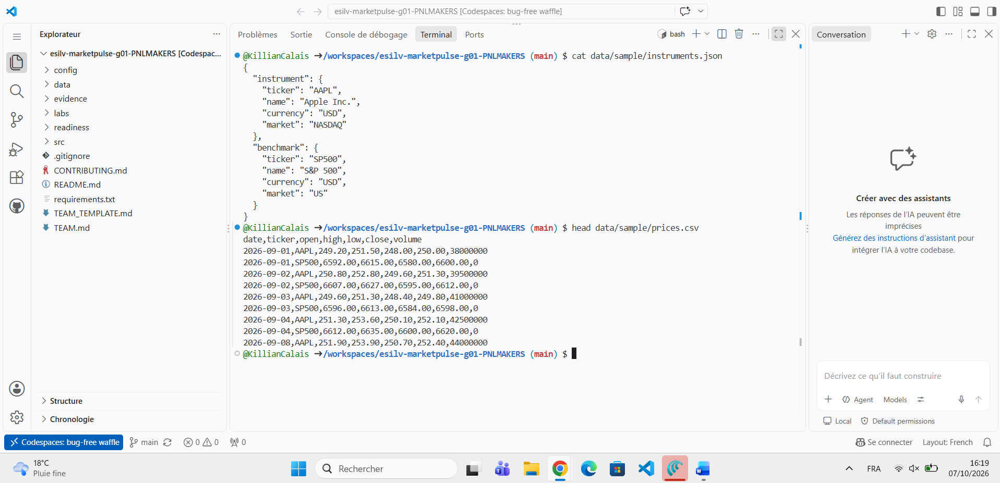 esilv-marketpulse-g01-PNLMAKERS [Codespaces: bug-free waffle]
Explorateur
esilv-marketpulse-g01-PNLMAKERS [Codespac...
config
data
evidence
labs
readiness
src
.gitignore
CONTRIBUTING.md
README.md
requirements.txt
TEAM_TEMPLATE.md
TEAM.md
Structure
Chronologie
Problèmes Sortie Console de débogage Terminal Ports
bash
@KillianCalais ➜/workspaces/esilv-marketpulse-g01-PNLMAKERS (main) $ cat data/sample/instruments.json
{
"instrument": {
"ticker": "AAPL",
"name": "Apple Inc.",
"currency": "USD",
"market": "NASDAQ"
},
"benchmark": {
"ticker": "SP500",
"name": "S&P 500",
"currency": "USD",
"market": "US"
}
}
@KillianCalais ➜/workspaces/esilv-marketpulse-g01-PNLMAKERS (main) $ head data/sample/prices.csv
date,ticker,open,high,low,close,volume
2026-09-01,AAPL,249.20,251.50,248.00,250.00,38000000
2026-09-01,SP500,6592.00,6615.00,6580.00,6600.00,0
2026-09-02,AAPL,250.80,252.80,249.60,251.30,39500000
2026-09-02,SP500,6607.00,6627.00,6595.00,6612.00,0
2026-09-03,AAPL,249.60,251.30,248.40,249.80,41000000
2026-09-03,SP500,6596.00,6613.00,6584.00,6598.00,0
2026-09-04,AAPL,251.30,253.60,250.10,252.10,42500000
2026-09-04,SP500,6612.00,6635.00,6600.00,6620.00,0
2026-09-08,AAPL,251.90,253.90,250.70,252.40,44000000
@KillianCalais ➜/workspaces/esilv-marketpulse-g01-PNLMAKERS (main) $
Conversation
Créer avec des assistants
Les réponses de l'IA peuvent être
imprécises
Générez des instructions d'assistant pour
intégrer l'IA à votre codebase.
Décrivez ce qu'il faut construire
Agent Models
Local Default permissions
Codespaces: bug-free waffle main 0 0 0
Se connecter Layout: French
18°C
Pluie fine
Rechercher
FRA
16:19
07/10/2026